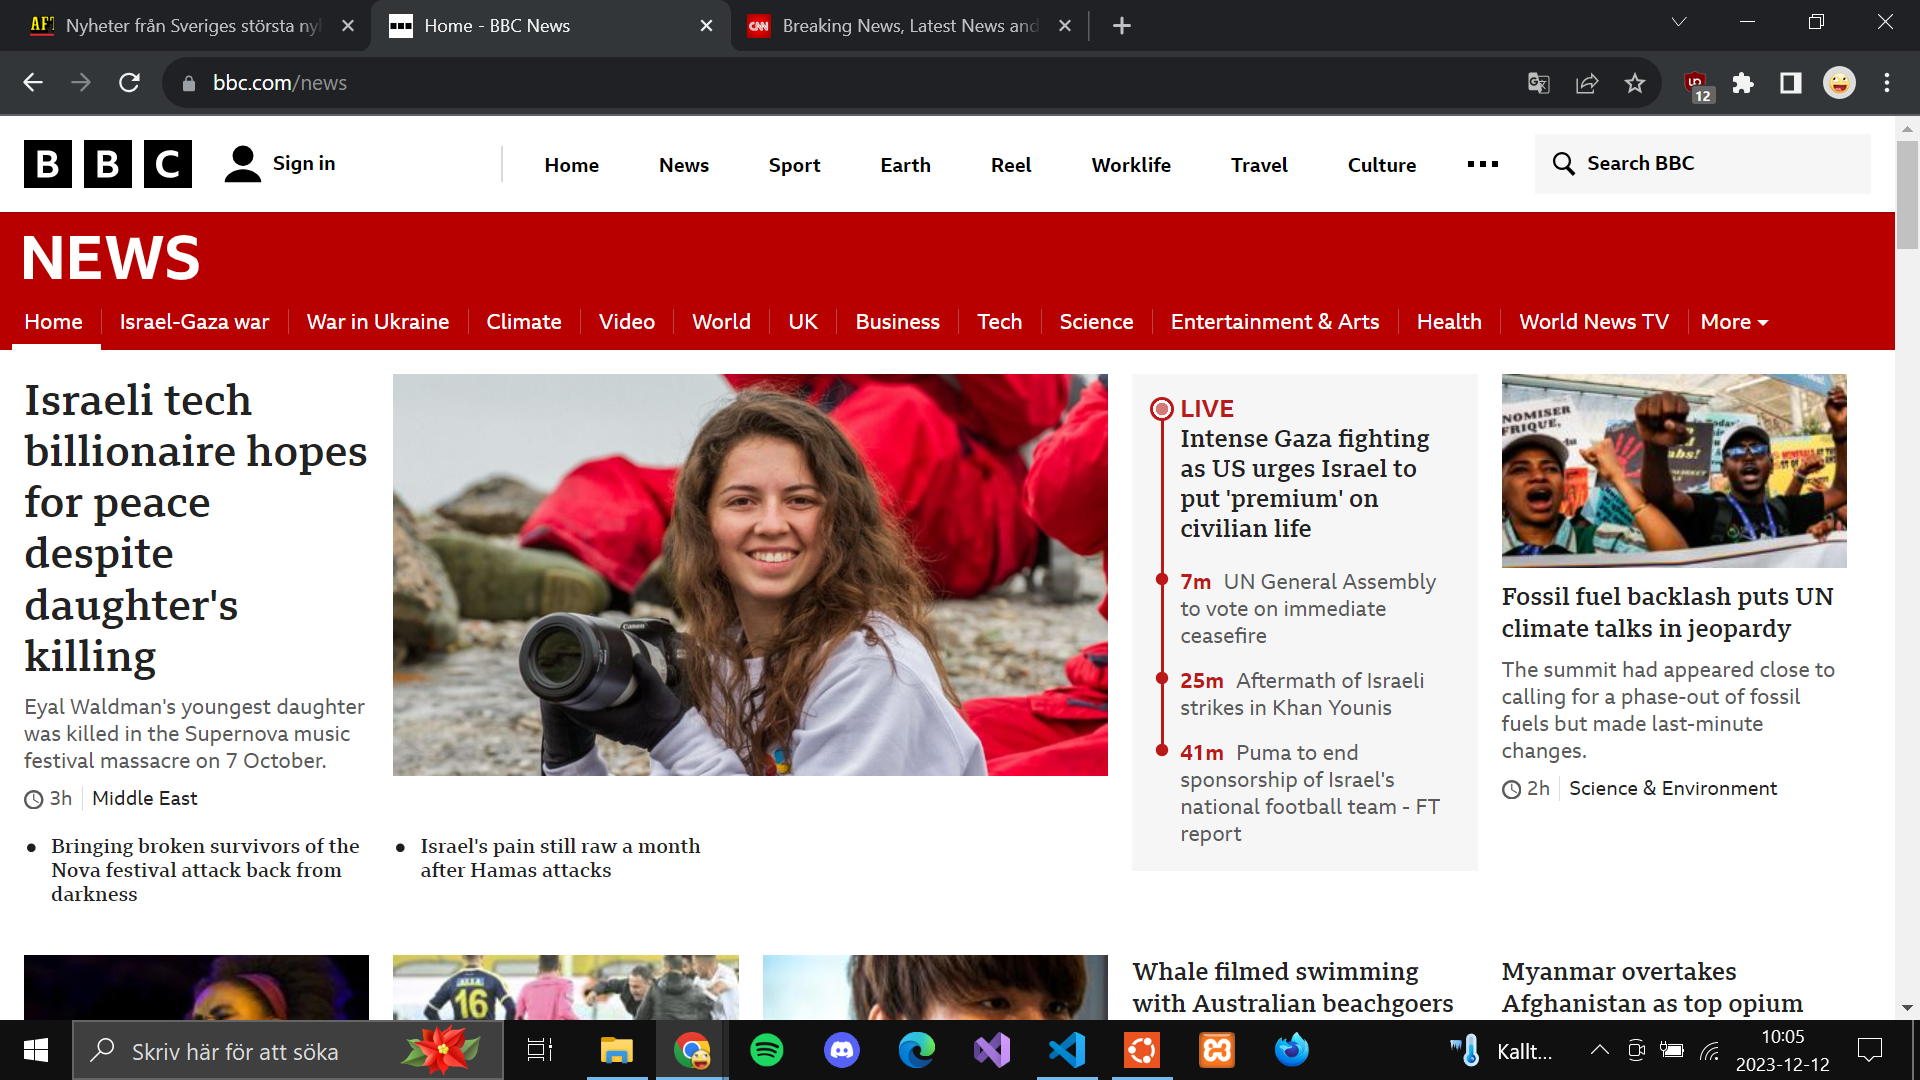 Nyheter från Sveriges största ny
Home - BBC News
CNN
Breaking News, Latest News and
bbc.com/news
12
BBC
Sign in
Home
News
Sport
Earth
Reel
Worklife
Travel
Culture
Search BBC
NEWS
Home
Israel-Gaza war
War in Ukraine
Climate
Video
World
UK
Business
Tech
Science
Entertainment & Arts
Health
World News TV
More
Israeli tech
billionaire hopes
for peace
despite
daughter's
killing
Eyal Waldman's youngest daughter
was killed in the Supernova music
festival massacre on 7 October.
3h
Middle East
Bringing broken survivors of the
Nova festival attack back from
darkness
Israel's pain still raw a month
after Hamas attacks
Canon
LIVE
Intense Gaza fighting
as US urges Israel to
put 'premium' on
civilian life
7m UN General Assembly
to vote on immediate
ceasefire
25m Aftermath of Israeli
strikes in Khan Younis
41m Puma to end
sponsorship of Israel's
national football team - FT
report
NOMISER
FRIQUE,
Fossil fuel backlash puts UN
climate talks in jeopardy
The summit had appeared close to
calling for a phase-out of fossil
fuels but made last-minute
changes.
2h
Science & Environment
16
Whale filmed swimming
with Australian beachgoers
Myanmar overtakes
Afghanistan as top opium
Skriv här för att söka
Kallt...
10:05
2023-12-12